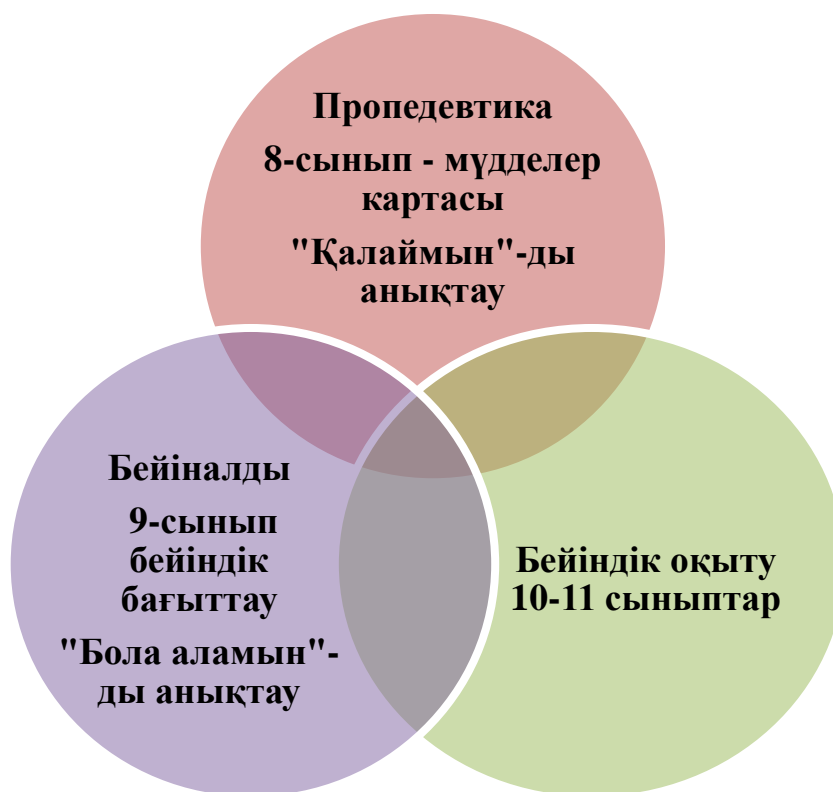 Пропедевтика
8-сынып - мүдделер
картасы
"Қалаймын"-ды
анықтау
Бейіналды
9-сынып
бейіндік
бағыттау
"Бола аламын"-
ды анықтау
Бейіндік оқыту
10-11 сыныптар